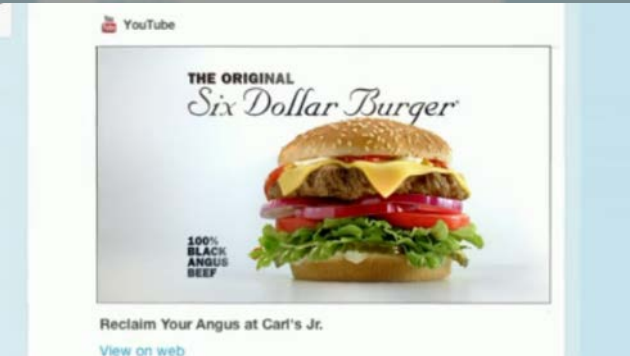 YouTube
THE ORIGINAL
Six Dollar Burger
100%
BLACK
ANGUS
BEEF
Reclaim Your Angus at Carl's Jr.
View on web